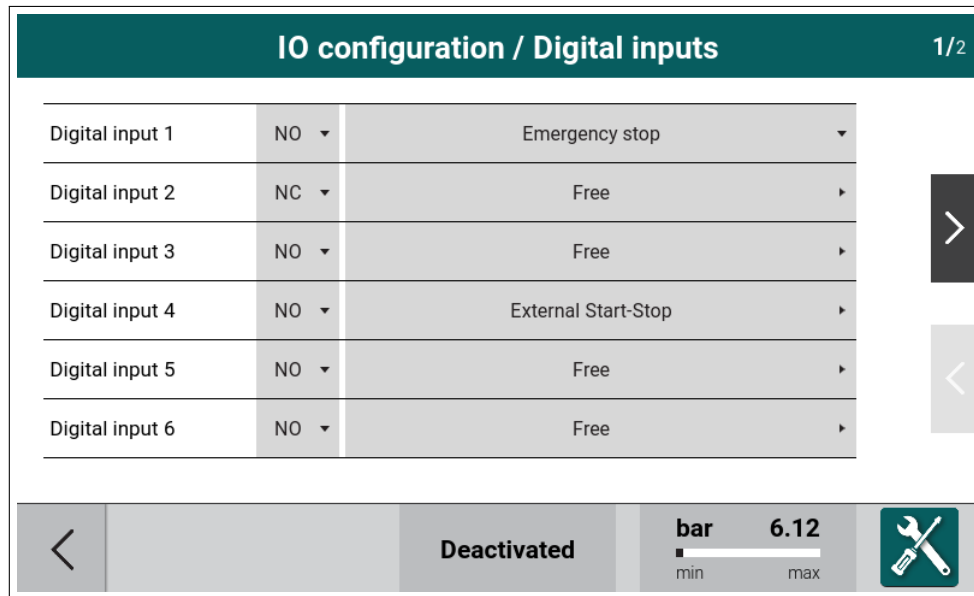 IO configuration / Digital inputs 1/2
Digital input 1 NO Emergency stop
Digital input 2 NC Free
Digital input 3 NO Free
Digital input 4 NO External Start-Stop
Digital input 5 NO Free
Digital input 6 NO Free
Deactivated
bar 6.12
min max